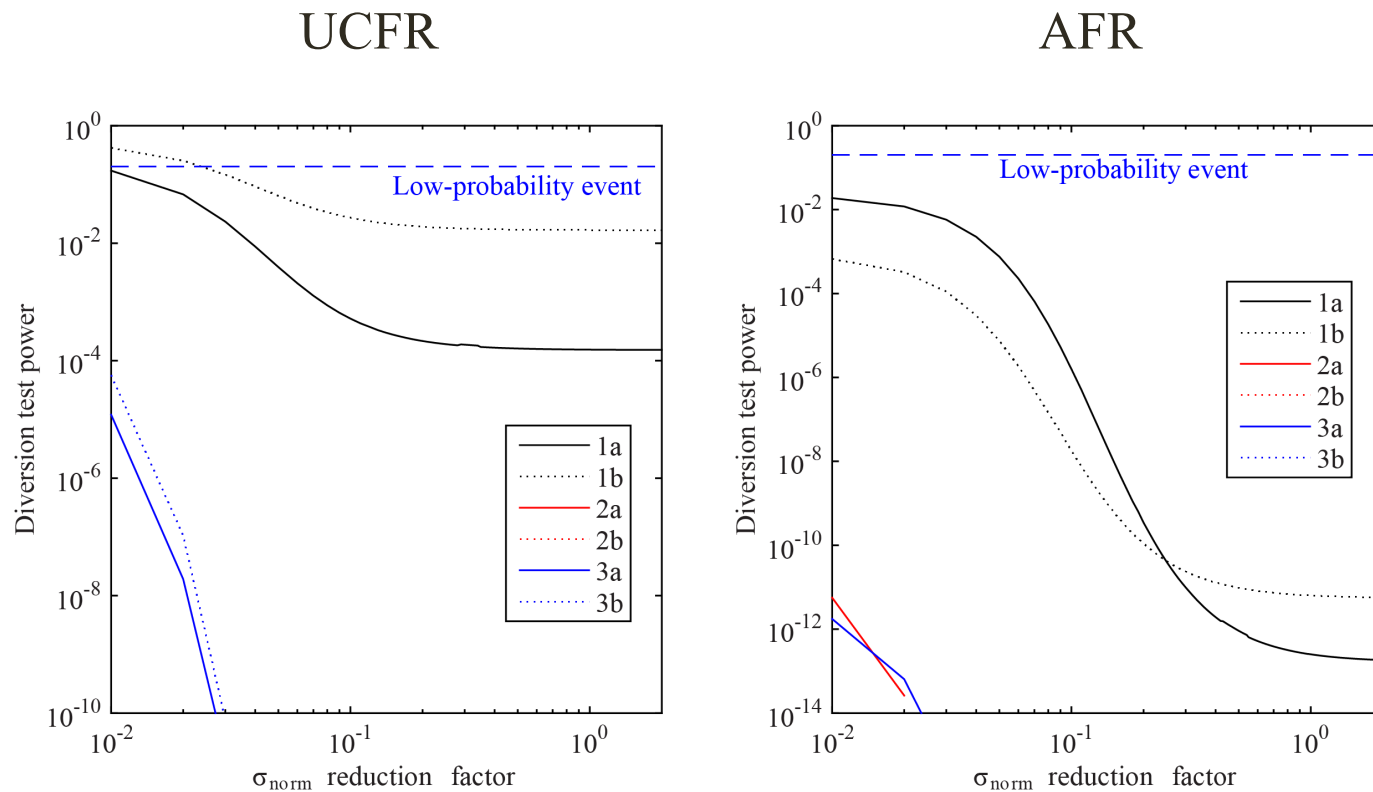 UCFR
10^0
10^-2
10^-4
10^-6
10^-8
10^-10
Diversion test power
Low-probability event
1a
1b
2a
2b
3a
3b
10^-2
10^-1
10^0
σ_norm reduction factor
AFR
10^0
10^-2
10^-4
10^-6
10^-8
10^-10
10^-12
10^-14
Diversion test power
Low-probability event
1a
1b
2a
2b
3a
3b
10^-2
10^-1
10^0
σ_norm reduction factor